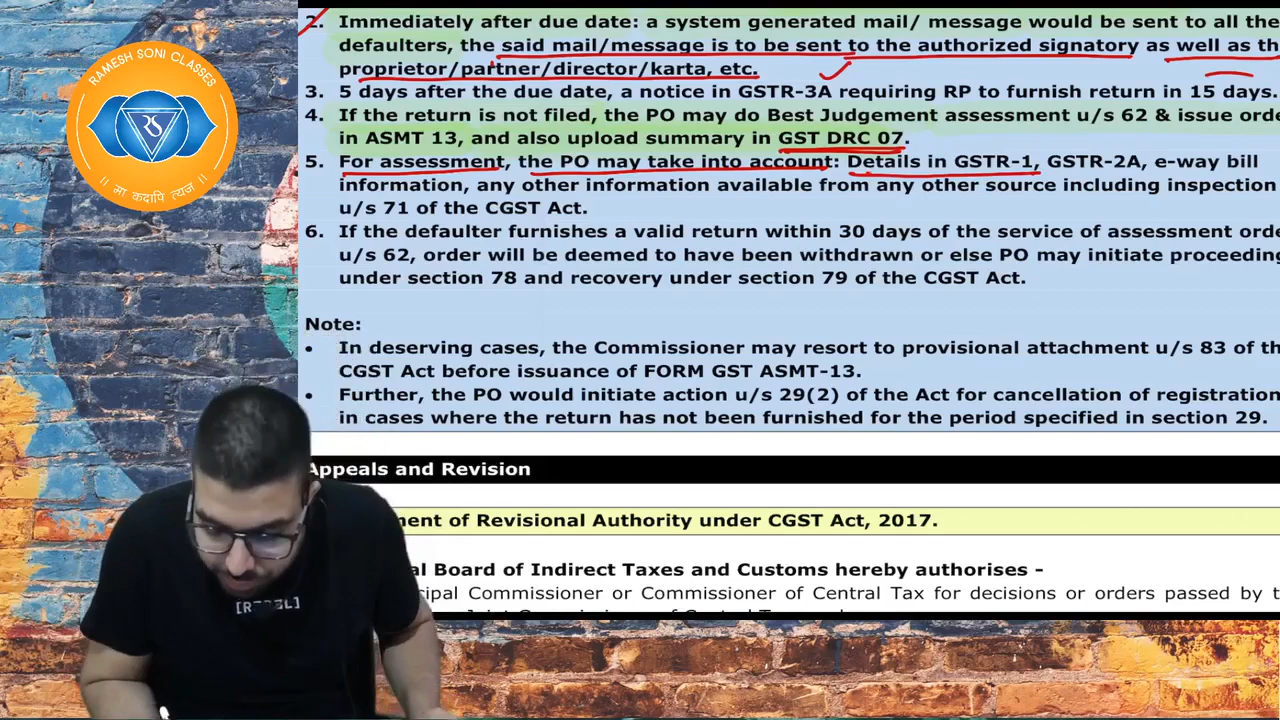 RAMESH SONI CLASSES
।। मा कदापि त्यज ।।
2. Immediately after due date: a system generated mail/ message would be sent to all the
defaulters, the said mail/message is to be sent to the authorized signatory as well as th
proprietor/partner/director/karta, etc.
3. 5 days after the due date, a notice in GSTR-3A requiring RP to furnish return in 15 days.
4. If the return is not filed, the PO may do Best Judgement assessment u/s 62 & issue orde
in ASMT 13, and also upload summary in GST DRC 07.
5. For assessment, the PO may take into account: Details in GSTR-1, GSTR-2A, e-way bill
information, any other information available from any other source including inspection
u/s 71 of the CGST Act.
6. If the defaulter furnishes a valid return within 30 days of the service of assessment orde
u/s 62, order will be deemed to have been withdrawn or else PO may initiate proceeding
under section 78 and recovery under section 79 of the CGST Act.
Note:
• In deserving cases, the Commissioner may resort to provisional attachment u/s 83 of th
CGST Act before issuance of FORM GST ASMT-13.
• Further, the PO would initiate action u/s 29(2) of the Act for cancellation of registration
in cases where the return has not been furnished for the period specified in section 29.
Appeals and Revision
ment of Revisional Authority under CGST Act, 2017.
al Board of Indirect Taxes and Customs hereby authorises -
cipal Commissioner or Commissioner of Central Tax for decisions or orders passed by t